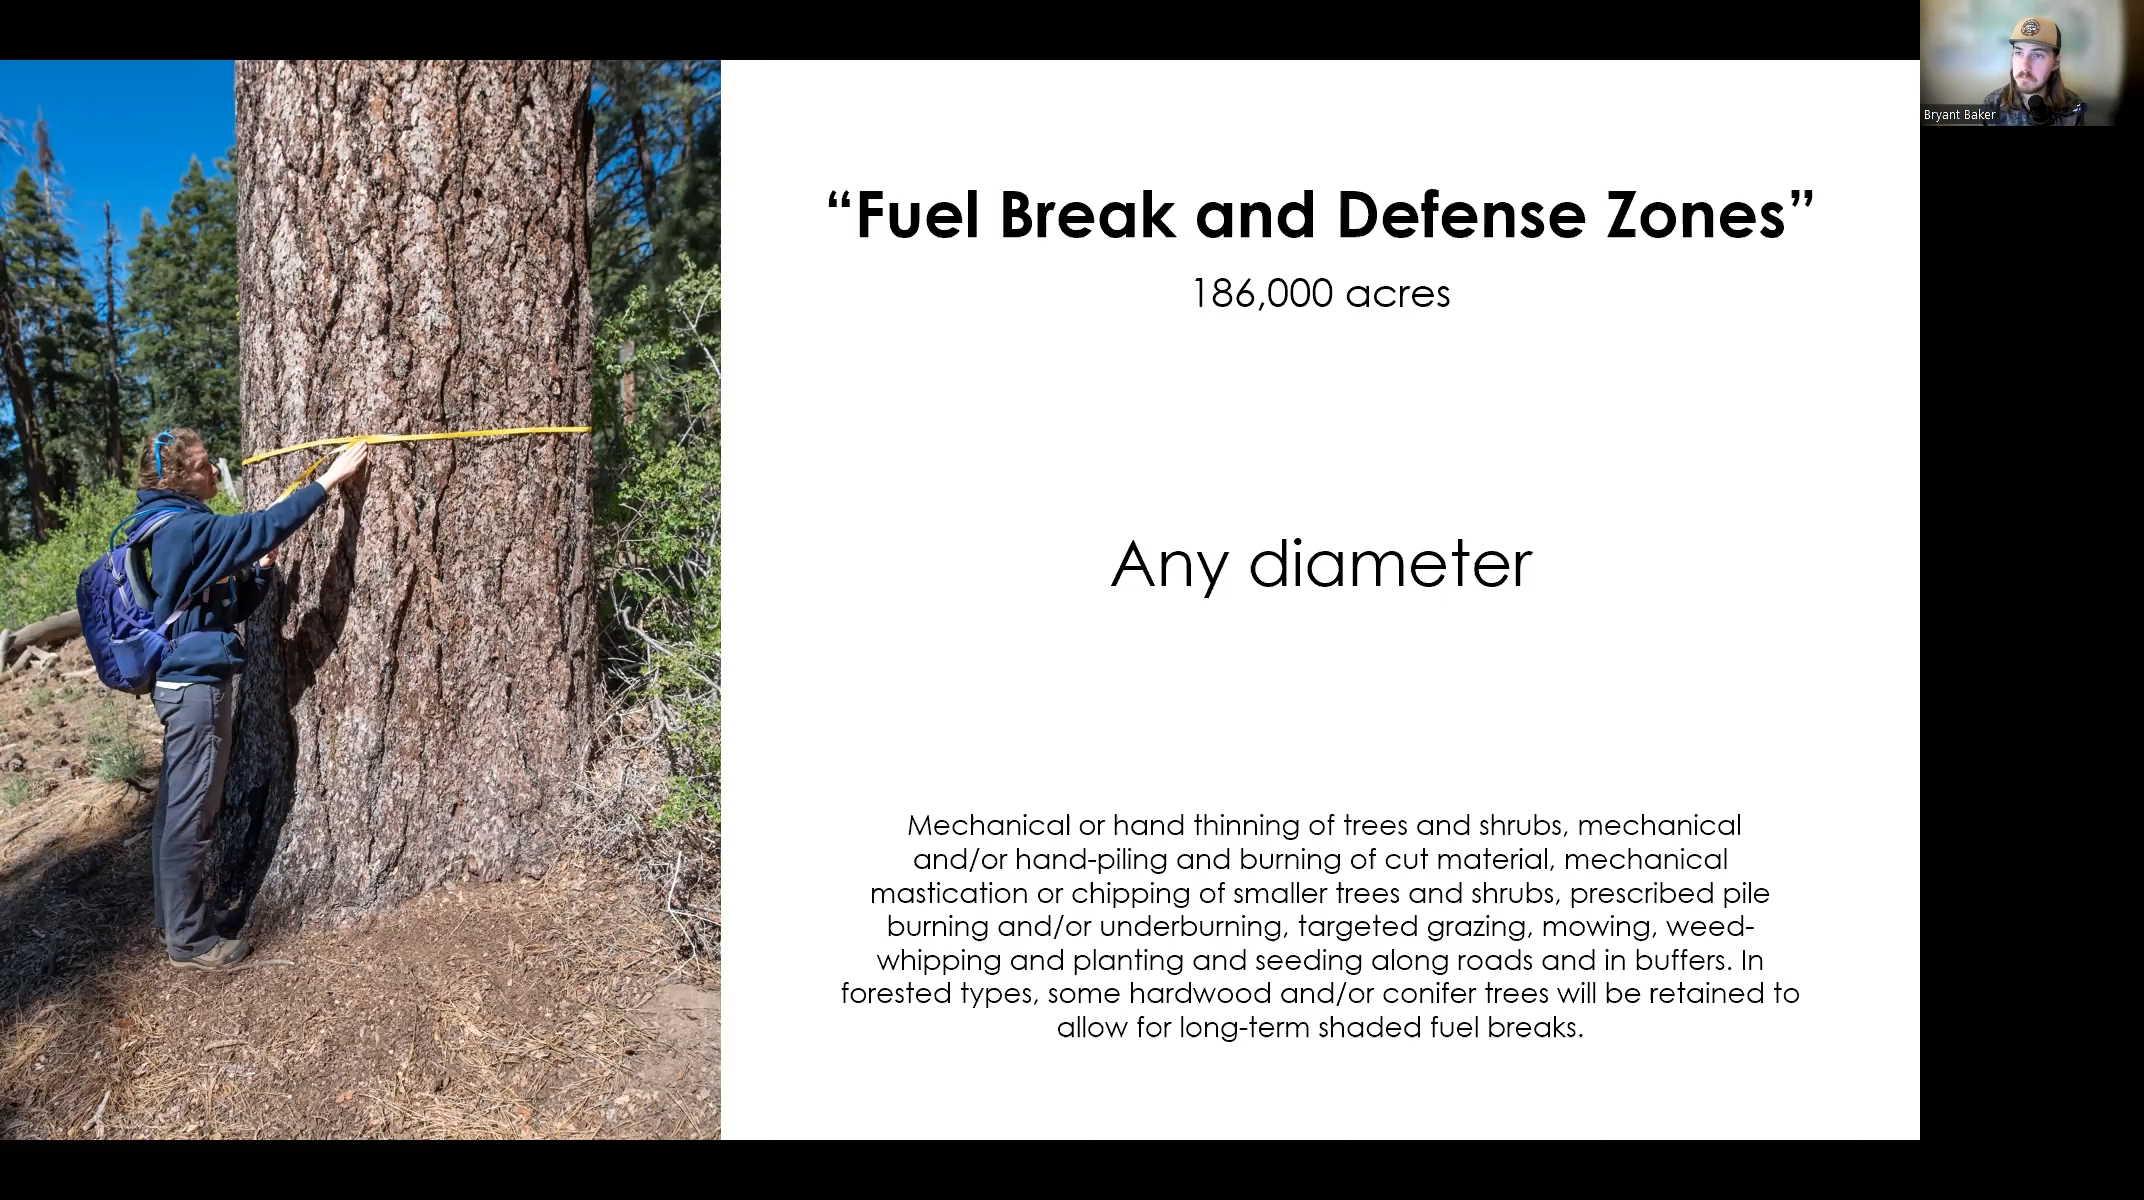 “Fuel Break and Defense Zones”
186,000 acres
Any diameter
Mechanical or hand thinning of trees and shrubs, mechanical
and/or hand-piling and burning of cut material, mechanical
mastication or chipping of smaller trees and shrubs, prescribed pile
burning and/or underburning, targeted grazing, mowing, weed-
whipping and planting and seeding along roads and in buffers. In
forested types, some hardwood and/or conifer trees will be retained to
allow for long-term shaded fuel breaks.
Bryant Baker